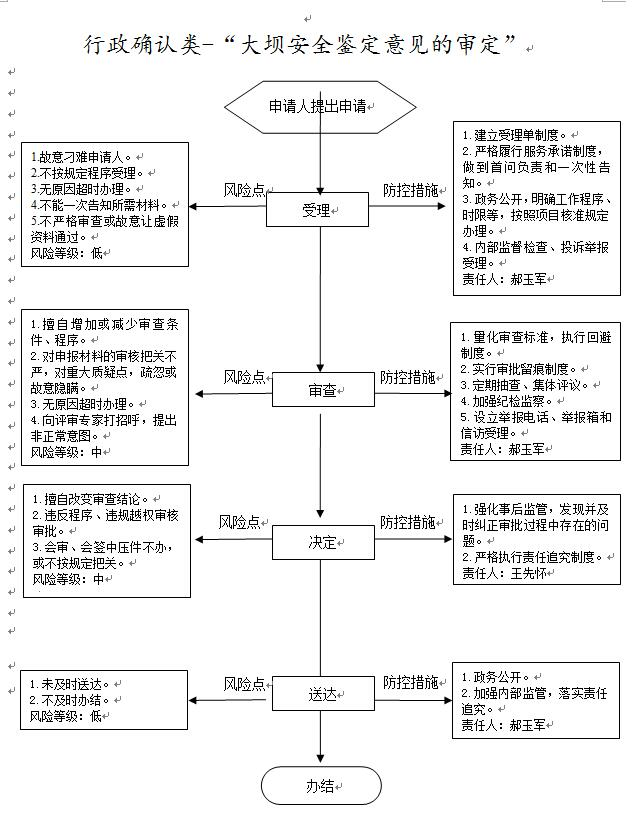 行政确认类-“大坝安全鉴定意见的审定”
申请人提出申请
1.故意刁难申请人。
2.不按规定程序受理。
3.无原因超时办理。
4.不能一次告知所需材料。
5.不严格审查或故意让虚假
资料通过。
风险等级：低
风险点
受理
防控措施
1. 建立受理单制度。
2. 严格履行服务承诺制度，
做到首问负责和一次性告
知。
3. 政务公开，明确工作程序、
时限等，按照项目核准规定
办理。
4. 内部监督检查、投诉举报
受理。
责任人：郝玉军
1. 擅自增加或减少审查条
件、程序。
2. 对申报材料的审核把关不
严，对重大质疑点，疏忽或
故意隐瞒。
3. 无原因超时办理。
4. 向评审专家打招呼，提出
非正常意图。
风险等级：中
风险点
审查
防控措施
1. 量化审查标准，执行回避
制度。
2. 实行审批留痕制度。
3. 定期抽查、集体评议。
4. 加强纪检监察。
5. 设立举报电话、举报箱和
信访受理。
责任人：郝玉军
1. 擅自改变审查结论。
2. 违反程序、违规越权审核
审批。
3. 会审、会签中压件不办，
或不按规定把关。
风险等级：中
风险点
决定
防控措施
1. 强化事后监管，发现并及
时纠正审批过程中存在的问
题。
2. 严格执行责任追究制度。
责任人：王先怀
1. 未及时送达。
2. 不及时办结。
风险等级：低
风险点
送达
防控措施
1. 政务公开。
2. 加强内部监管，落实责任
追究。
责任人：郝玉军
办结